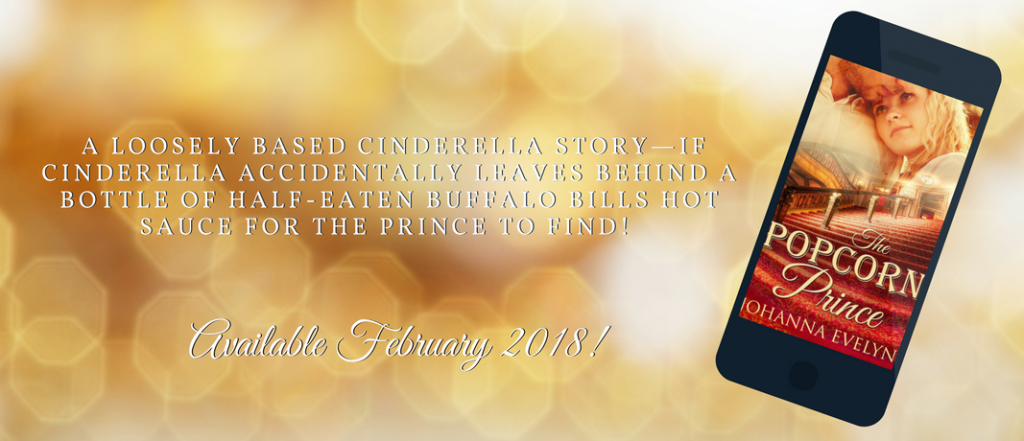 A LOOSELY BASED CINDERELLA STORY—IF
CINDERELLA ACCIDENTALLY LEAVES BEHIND A
BOTTLE OF HALF-EATEN BUFFALO BILLS HOT
SAUCE FOR THE PRINCE TO FIND!
Available February 2018!
The
POPCORN
Prince
JOHANNA EVELYN